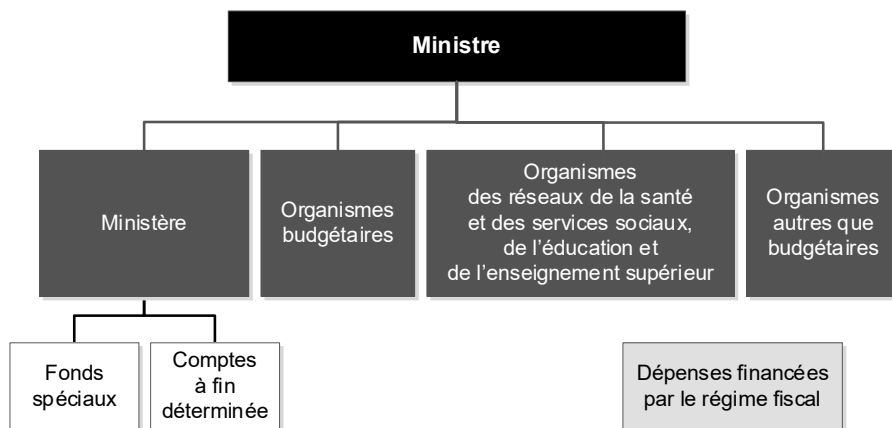 Ministre
Ministère
Organismes
budgétaires
Organismes
des réseaux de la santé
et des services sociaux,
de l'éducation et
de l'enseignement supérieur
Organismes
autres que
budgétaires
Fonds
spéciaux
Comptes
à fin
déterminée
Dépenses financées
par le régime fiscal